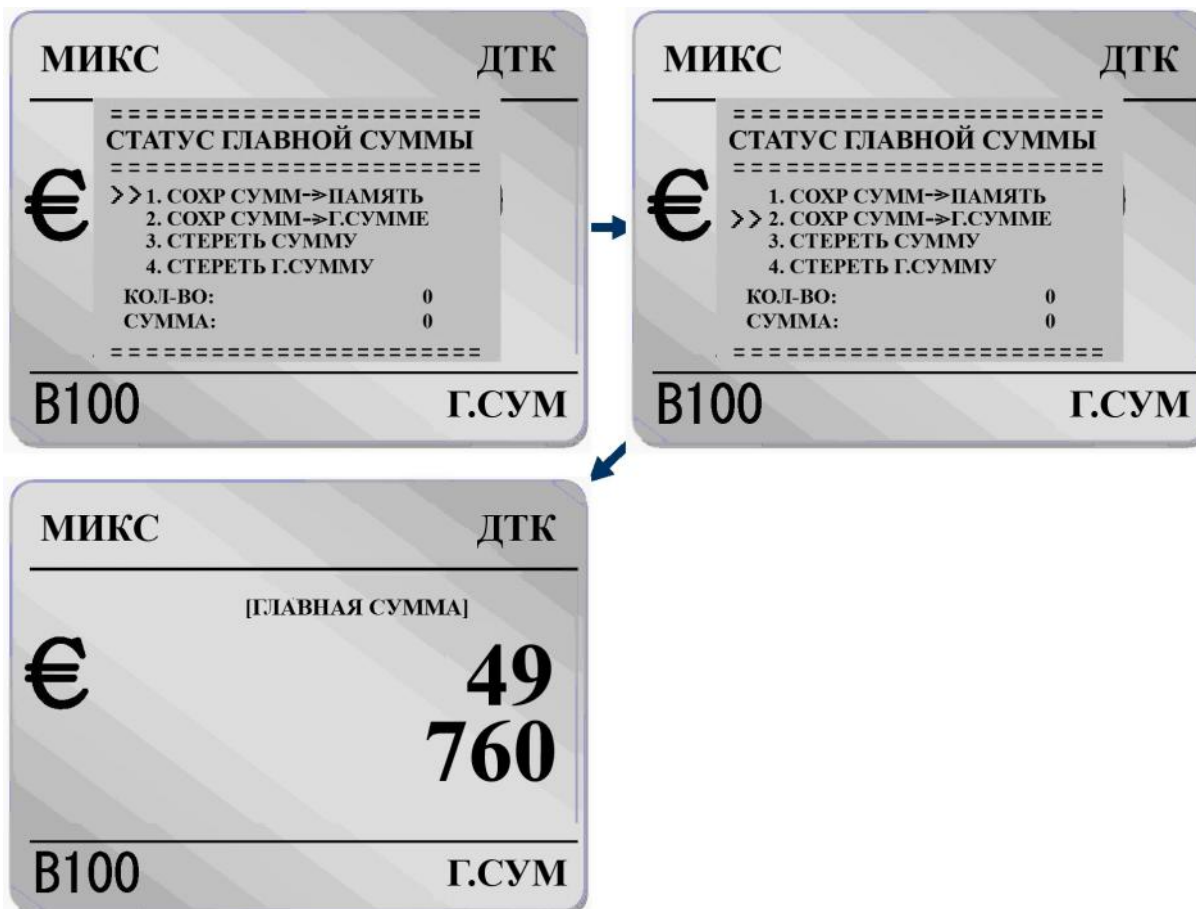 МИКС ДТК
=======================
СТАТУС ГЛАВНОЙ СУММЫ
=======================
>>1. СОХР СУММ->ПАМЯТЬ
2. СОХР СУММ->Г.СУММЕ
3. СТЕРЕТЬ СУММУ
4. СТЕРЕТЬ Г.СУММУ
€
КОЛ-ВО: 0
СУММА: 0
=======================
B100 Г.СУМ
МИКС ДТК
=======================
СТАТУС ГЛАВНОЙ СУММЫ
=======================
1. СОХР СУММ->ПАМЯТЬ
>>2. СОХР СУММ->Г.СУММЕ
3. СТЕРЕТЬ СУММУ
4. СТЕРЕТЬ Г.СУММУ
€
КОЛ-ВО: 0
СУММА: 0
=======================
B100 Г.СУМ
МИКС ДТК
[ГЛАВНАЯ СУММА]
€ 49
760
B100 Г.СУМ